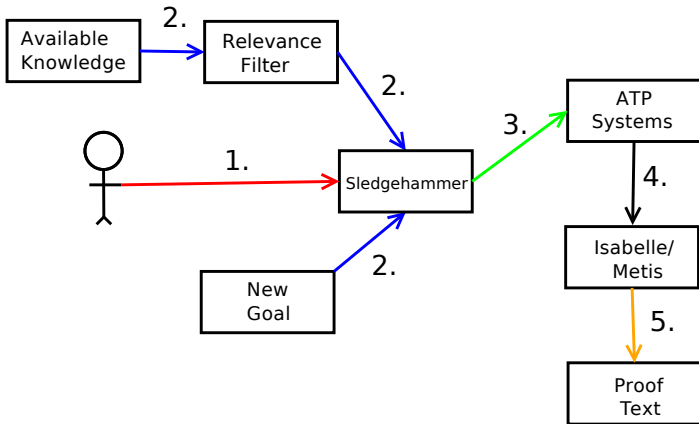 2.
Available
Knowledge
Relevance
Filter
2.
ATP
Systems
3.
1.
Sledgehammer
4.
2.
New
Goal
Isabelle/
Metis
5.
Proof
Text